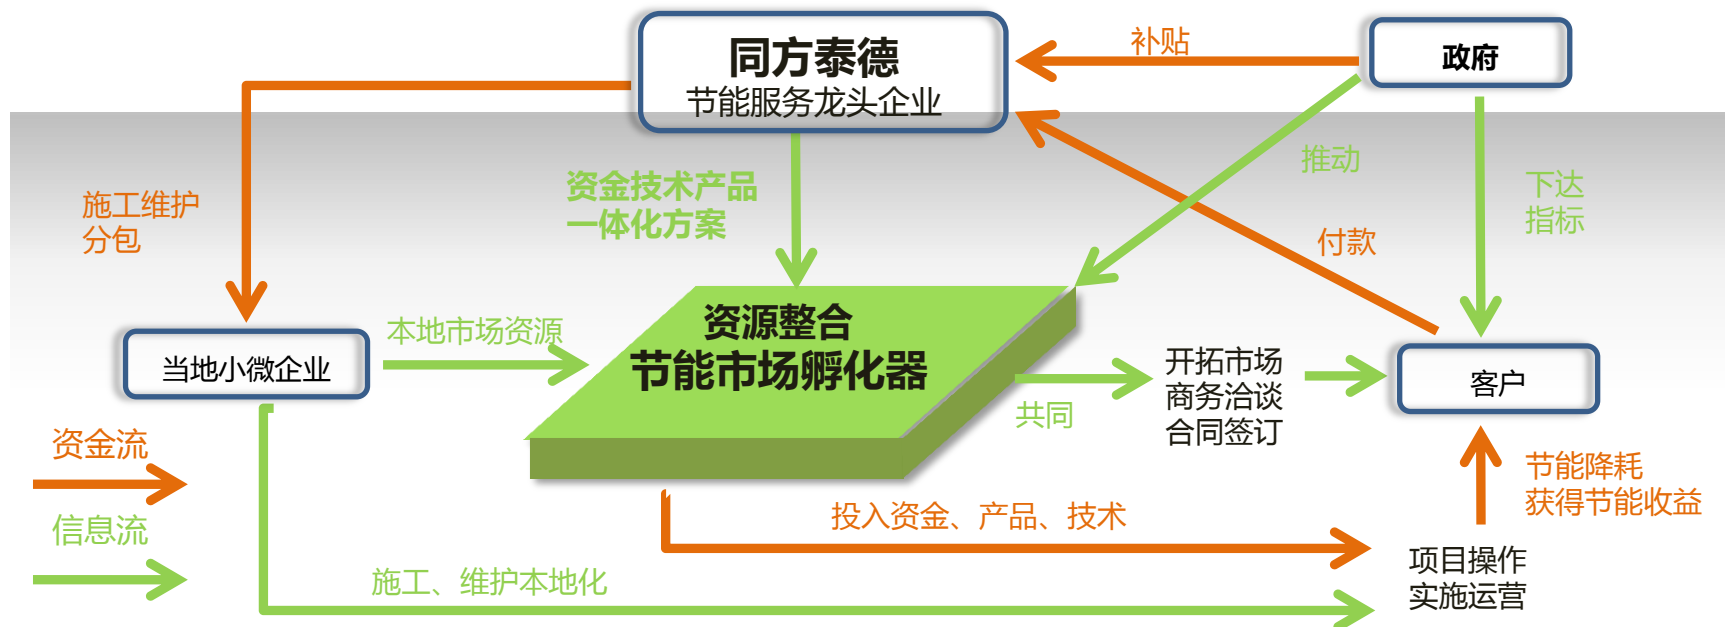 同方泰德
节能服务龙头企业
补贴
政府
推动
下达
指标
资金技术产品
一体化方案
施工维护
分包
付款
资源整合
节能市场孵化器
本地市场资源
当地小微企业
共同
开拓市场
商务洽谈
合同签订
客户
资金流
信息流
节能降耗
获得节能收益
投入资金、产品、技术
施工、维护本地化
项目操作
实施运营